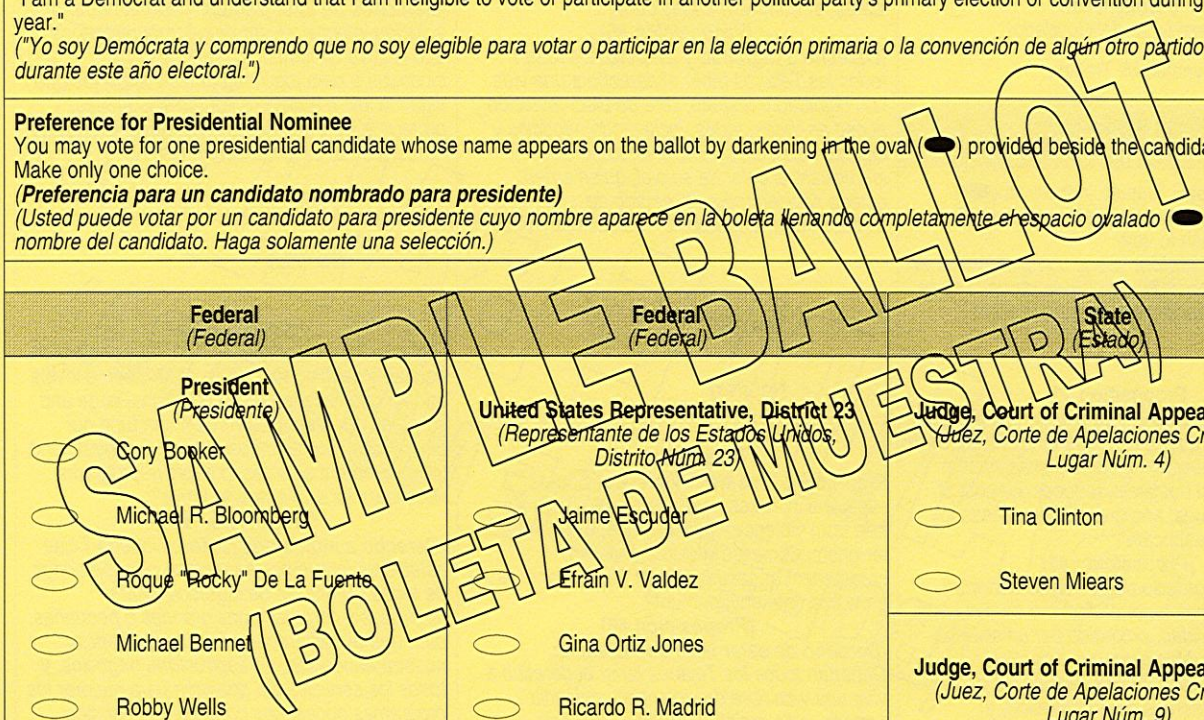 "I am a Democrat and understand that I am ineligible to vote or participate in another political party's primary election or convention during
year."
("Yo soy Demócrata y comprendo que no soy elegible para votar o participar en la elección primaria o la convención de algún otro partido
durante este año electoral.")
Preference for Presidential Nominee
You may vote for one presidential candidate whose name appears on the ballot by darkening in the oval ( ) provided beside the
Make only one choice.
(Preferencia para un candidato nombrado para presidente)
(Usted puede votar por un candidato para presidente cuyo nombre aparece en la boleta llenando completamente el espacio ovalado (
nombre del candidato. Haga solamente una selección.)
SAMPLE BALLOT
(BOLETA DE MUESTRA)
Federal
(Federal)
President
(Presidente)
Cory Booker
Michael R. Bloomberg
Roque "Rocky" De La Fuente
Michael Bennet
Robby Wells
Federal
(Federal)
United States Representative, District 23
(Representante de los Estados Unidos,
Distrito Núm. 23)
Jaime Escuder
Efrain V. Valdez
Gina Ortiz Jones
Ricardo R. Madrid
State
(Estado)
Judge, Court of Criminal
(Juez, Corte de Apelaciones
Lugar Núm. 4)
Tina Clinton
Steven Miears
Judge, Court of Criminal
(Juez, Corte de Apelaciones
Lugar Núm. 9)